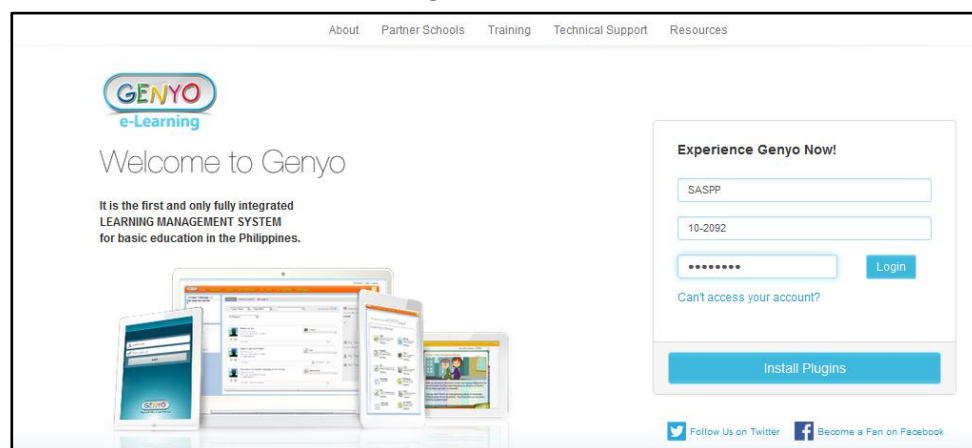 About Partner Schools Training Technical Support Resources
GENYO
e-Learning
Welcome to Genyo
It is the first and only fully integrated
LEARNING MANAGEMENT SYSTEM
for basic education in the Philippines.
Experience Genyo Now!
SASPP
10-2092
••••••••
Login
Can't access your account?
Install Plugins
Follow Us on Twitter Become a Fan on Facebook
GENYO